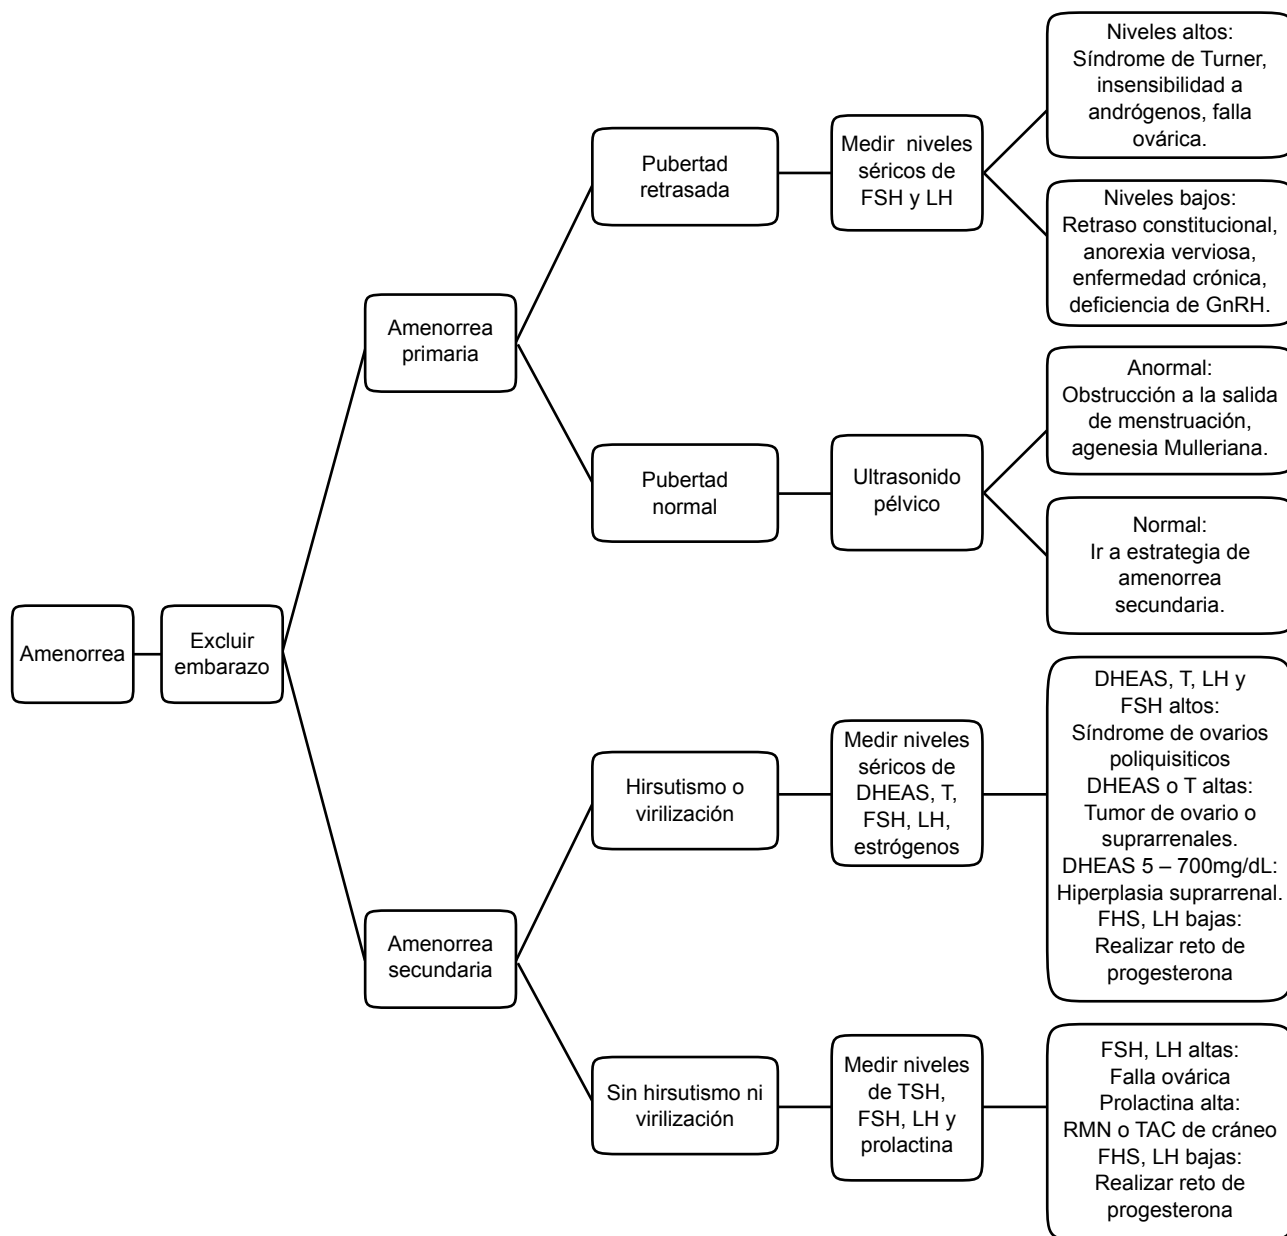 Amenorrea
Excluir
embarazo
Amenorrea
primaria
Pubertad
retrasada
Medir niveles
séricos de
FSH y LH
Niveles altos:
Síndrome de Turner,
insensibilidad a
andrógenos, falla
ovárica.
Niveles bajos:
Retraso constitucional,
anorexia verviosa,
enfermedad crónica,
deficiencia de GnRH.
Pubertad
normal
Ultrasonido
pélvico
Anormal:
Obstrucción a la salida
de menstruación,
agenesia Mulleriana.
Normal:
Ir a estrategia de
amenorrea
secundaria.
Amenorrea
secundaria
Hirsutismo o
virilización
Medir niveles
séricos de
DHEAS, T,
FSH, LH,
estrógenos
DHEAS, T, LH y
FSH altos:
Síndrome de ovarios
poliquisiticos
DHEAS o T altas:
Tumor de ovario o
suprarrenales.
DHEAS 5 – 700mg/dL:
Hiperplasia suprarrenal.
FHS, LH bajas:
Realizar reto de
progesterona
Sin hirsutismo ni
virilización
Medir niveles
de TSH,
FSH, LH y
prolactina
FSH, LH altas:
Falla ovárica
Prolactina alta:
RMN o TAC de cráneo
FHS, LH bajas:
Realizar reto de
progesterona